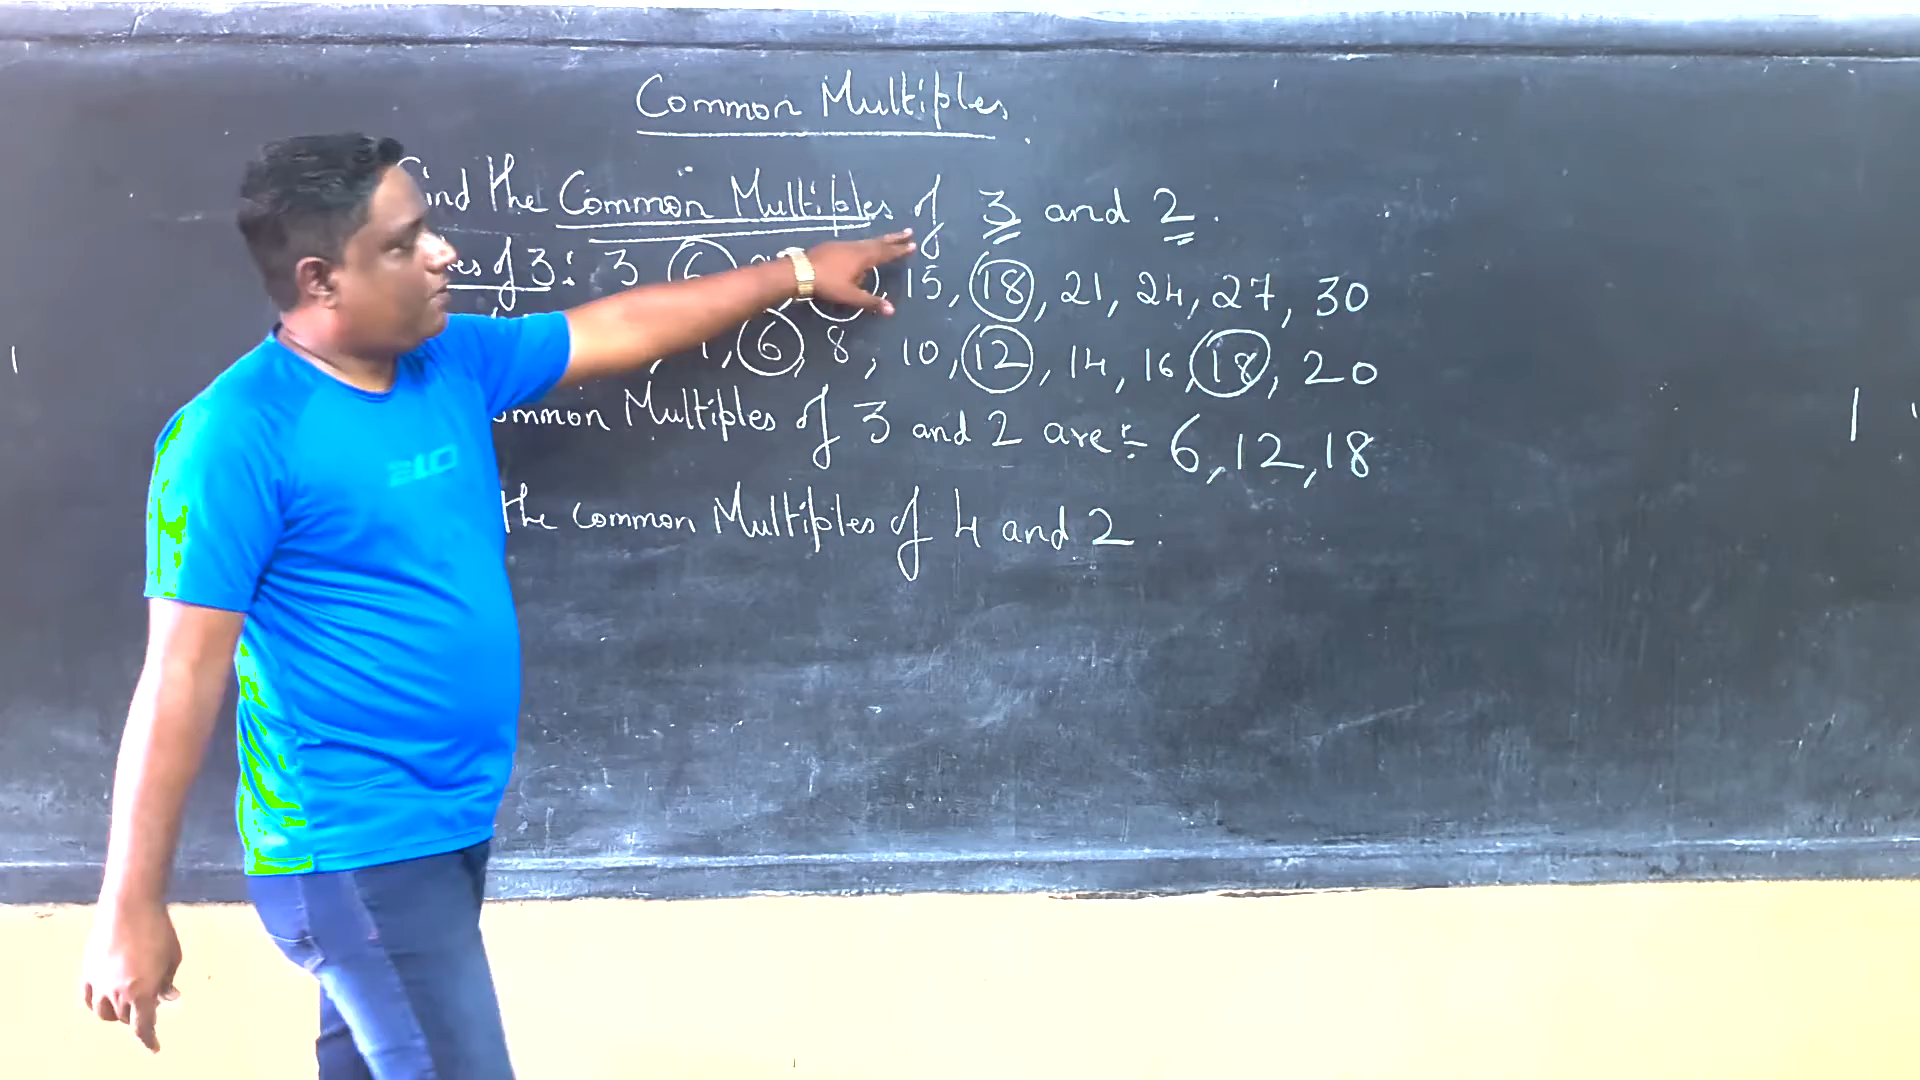 Common Multiples
Find the Common Multiples of 3 and 2.
of 3: 3, 6, 15, 18, 21, 24, 27, 30
6, 8, 10, 12, 14, 16, 18, 20
Common Multiples of 3 and 2 are:- 6, 12, 18
the common Multiples of 4 and 2.